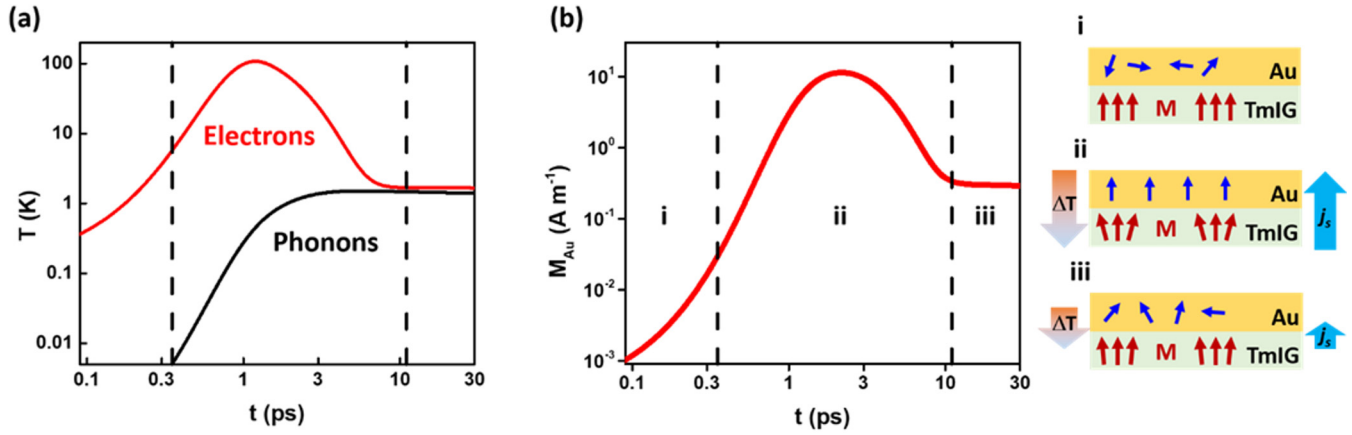 (a)
T (K)
100
10
1
0.1
0.01
Electrons
Phonons
0.1
0.3
1
3
10
30
t (ps)
(b)
M_Au (A m⁻¹)
10¹
10⁰
10⁻¹
10⁻²
10⁻³
i
ii
iii
0.1
0.3
1
3
10
30
t (ps)
i
Au
M TmIG
ii
ΔT
Au
M TmIG
j_s
iii
ΔT
Au
M TmIG
j_s